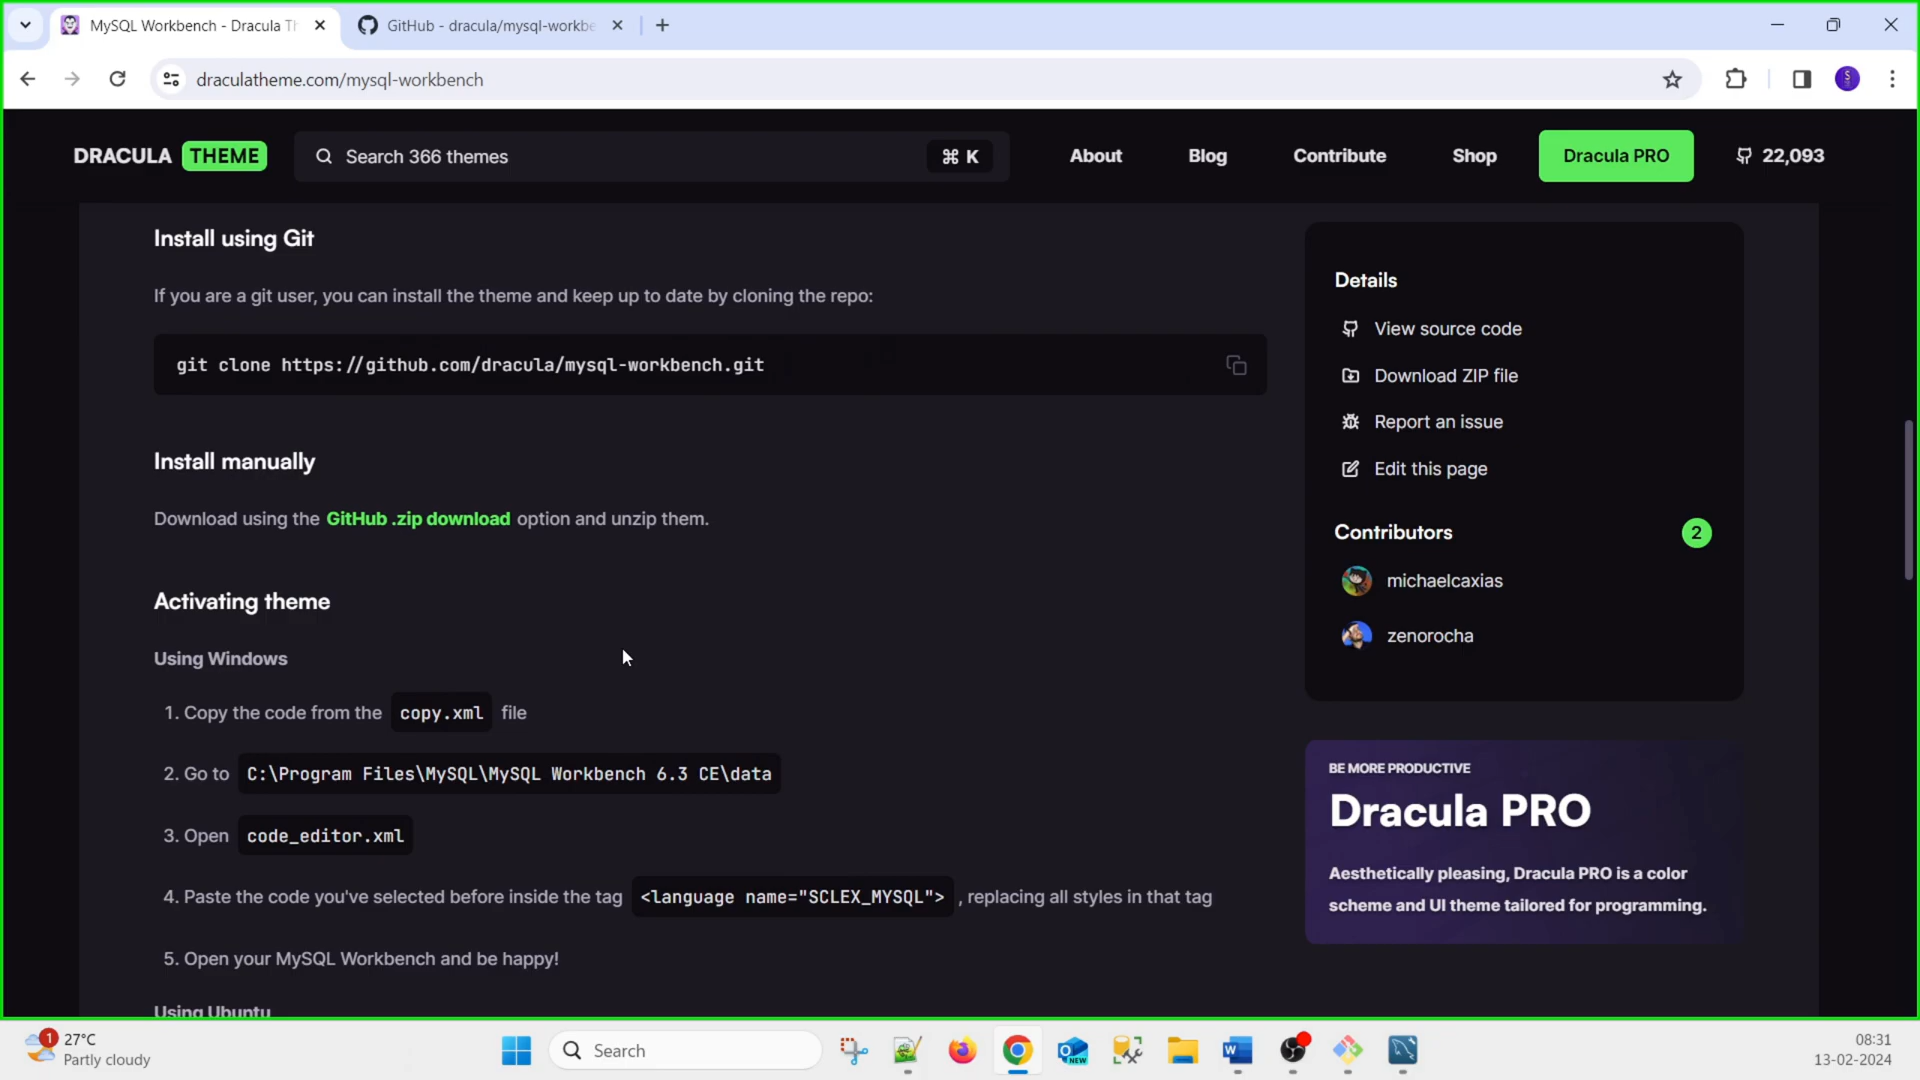 MySQL Workbench - Dracula Th
GitHub - dracula/mysql-workbe
draculatheme.com/mysql-workbench
DRACULA THEME
Search 366 themes
⌘ K
About
Blog
Contribute
Shop
Dracula PRO
22,093
Install using Git
If you are a git user, you can install the theme and keep up to date by cloning the repo:
git clone https://github.com/dracula/mysql-workbench.git
Install manually
Download using the GitHub .zip download option and unzip them.
Activating theme
Using Windows
1. Copy the code from the copy.xml file
2. Go to C:\Program Files\MySQL\MySQL Workbench 6.3 CE\data
3. Open code_editor.xml
4. Paste the code you've selected before inside the tag <language name="SCLEX_MYSQL"> , replacing all styles in that tag
5. Open your MySQL Workbench and be happy!
Using Ubuntu
Details
View source code
Download ZIP file
Report an issue
Edit this page
Contributors
2
michaelcaxias
zenorocha
BE MORE PRODUCTIVE
Dracula PRO
Aesthetically pleasing, Dracula PRO is a color
scheme and UI theme tailored for programming.
1
27°C
Partly cloudy
Search
NEW
08:31
13-02-2024